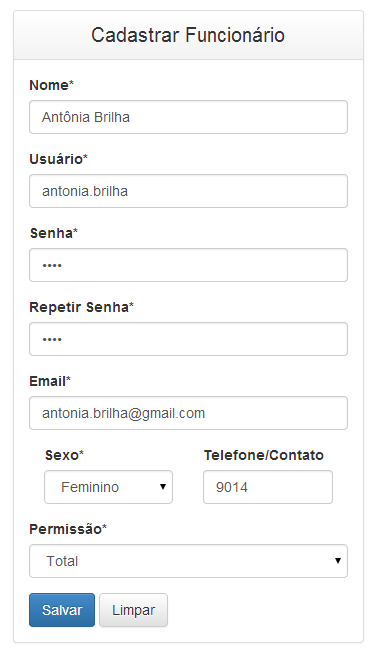 Cadastrar Funcionário
Nome*
Antônia Brilha
Usuário*
antonia.brilha
Senha*
••••
Repetir Senha*
••••
Email*
antonia.brilha@gmail.com
Sexo* Telefone/Contato
Feminino 9014
Permissão*
Total
Salvar Limpar